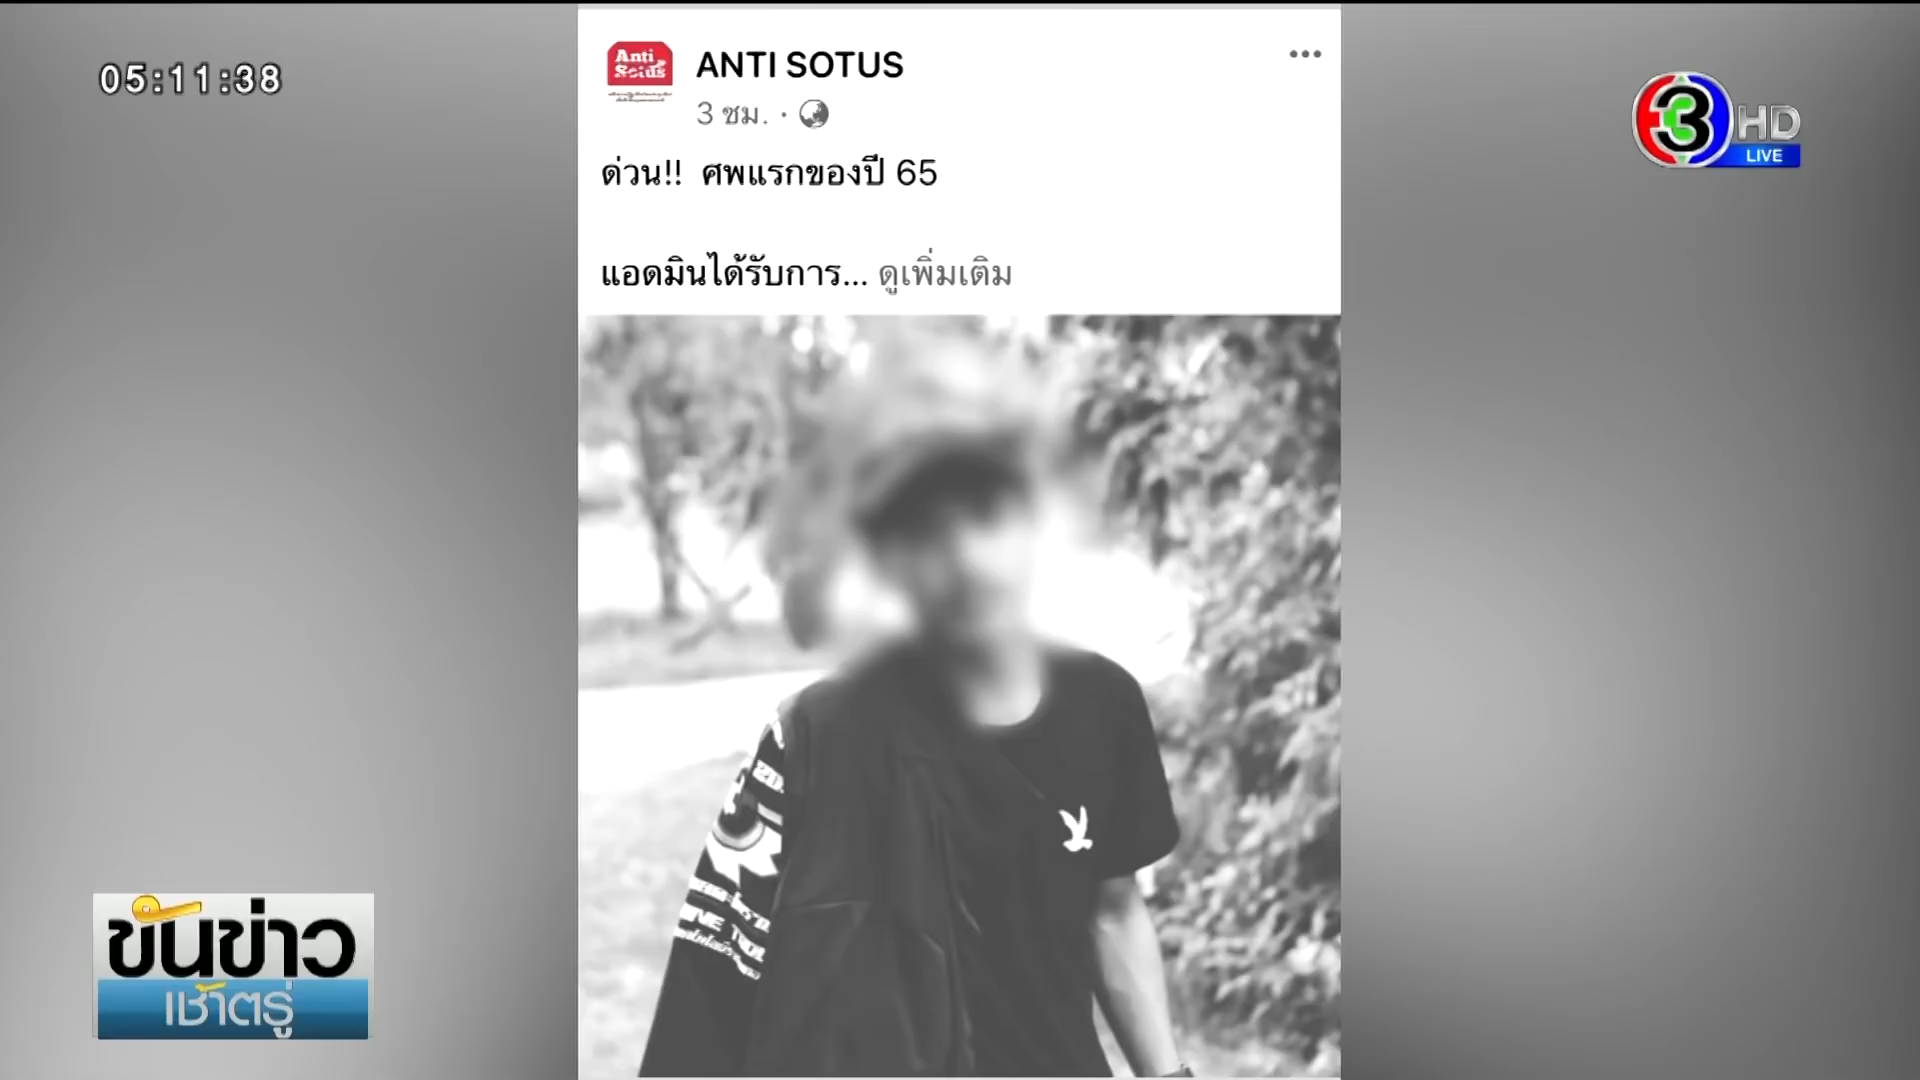 05:11:38
Anti
Sotus
ANTI SOTUS
3 ชม.
ด่วน!! ศพแรกของปี 65
แอดมินได้รับการ... ดูเพิ่มเติม
3 HD
LIVE
ขันข่าว
เช้าตรู่